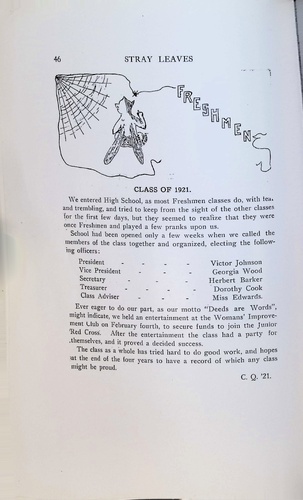 46
STRAY LEAVES
FRESHMEN
CLASS OF 1921.
We entered High School, as most Freshmen classes do, with fear
and trembling, and tried to keep from the sight of the other classes
for the first few days, but they seemed to realize that they were
once Freshmen and played a few pranks upon us.
School had been opened only a few weeks when we called the
members of the class together and organized, electing the follow-
ing officers:
President - - - - Victor Johnson
Vice President - - - - Georgia Wood
Secretary - - - - Herbert Barker
Treasurer - - - - Dorothy Cook
Class Adviser - - - - Miss Edwards.
Ever eager to do our part, as our motto "Deeds are Words",
might indicate, we held an entertainment at the Womans' Improve-
ment Club on February fourth, to secure funds to join the Junior
Red Cross. After the entertainment the class had a party for
themselves, and it proved a decided success.
The class as a whole has tried hard to do good work, and hopes
at the end of the four years to have a record of which any class
might be proud.
C. Q. '21.